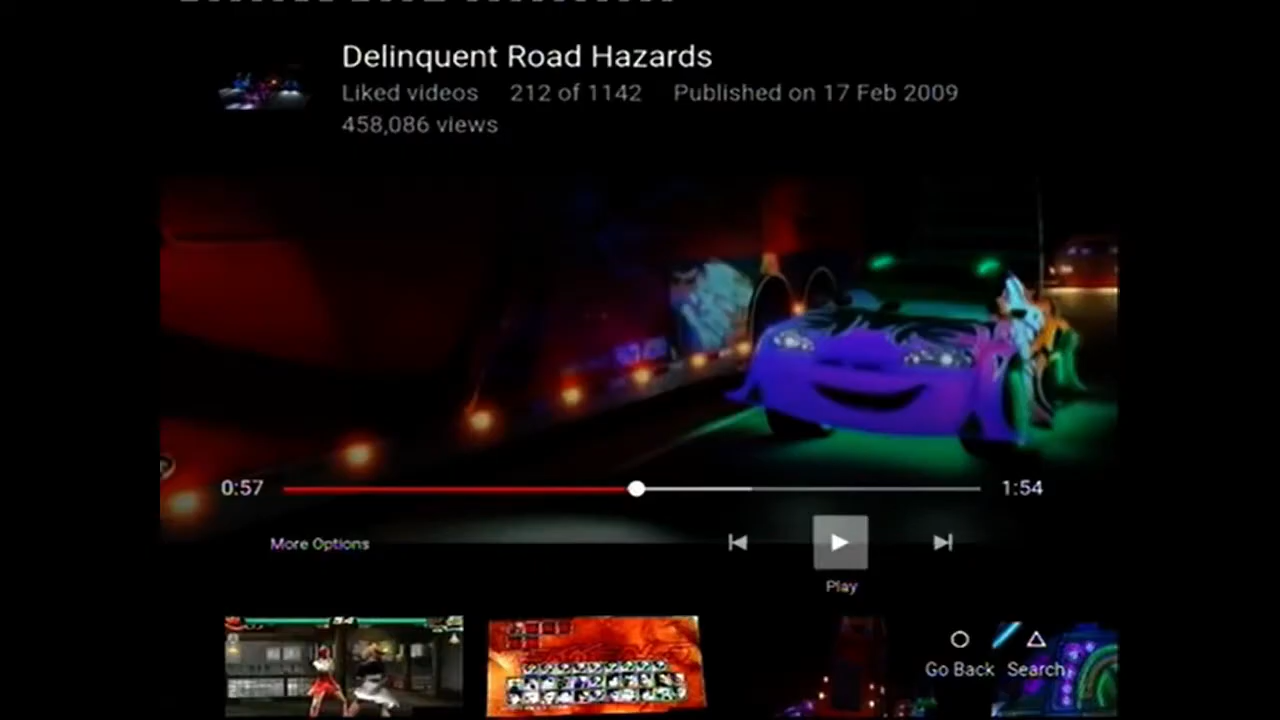 Delinquent Road Hazards
Liked videos 212 of 1142 Published on 17 Feb 2009
458,086 views
0:57 1:54
More Options
Play
Go Back Search